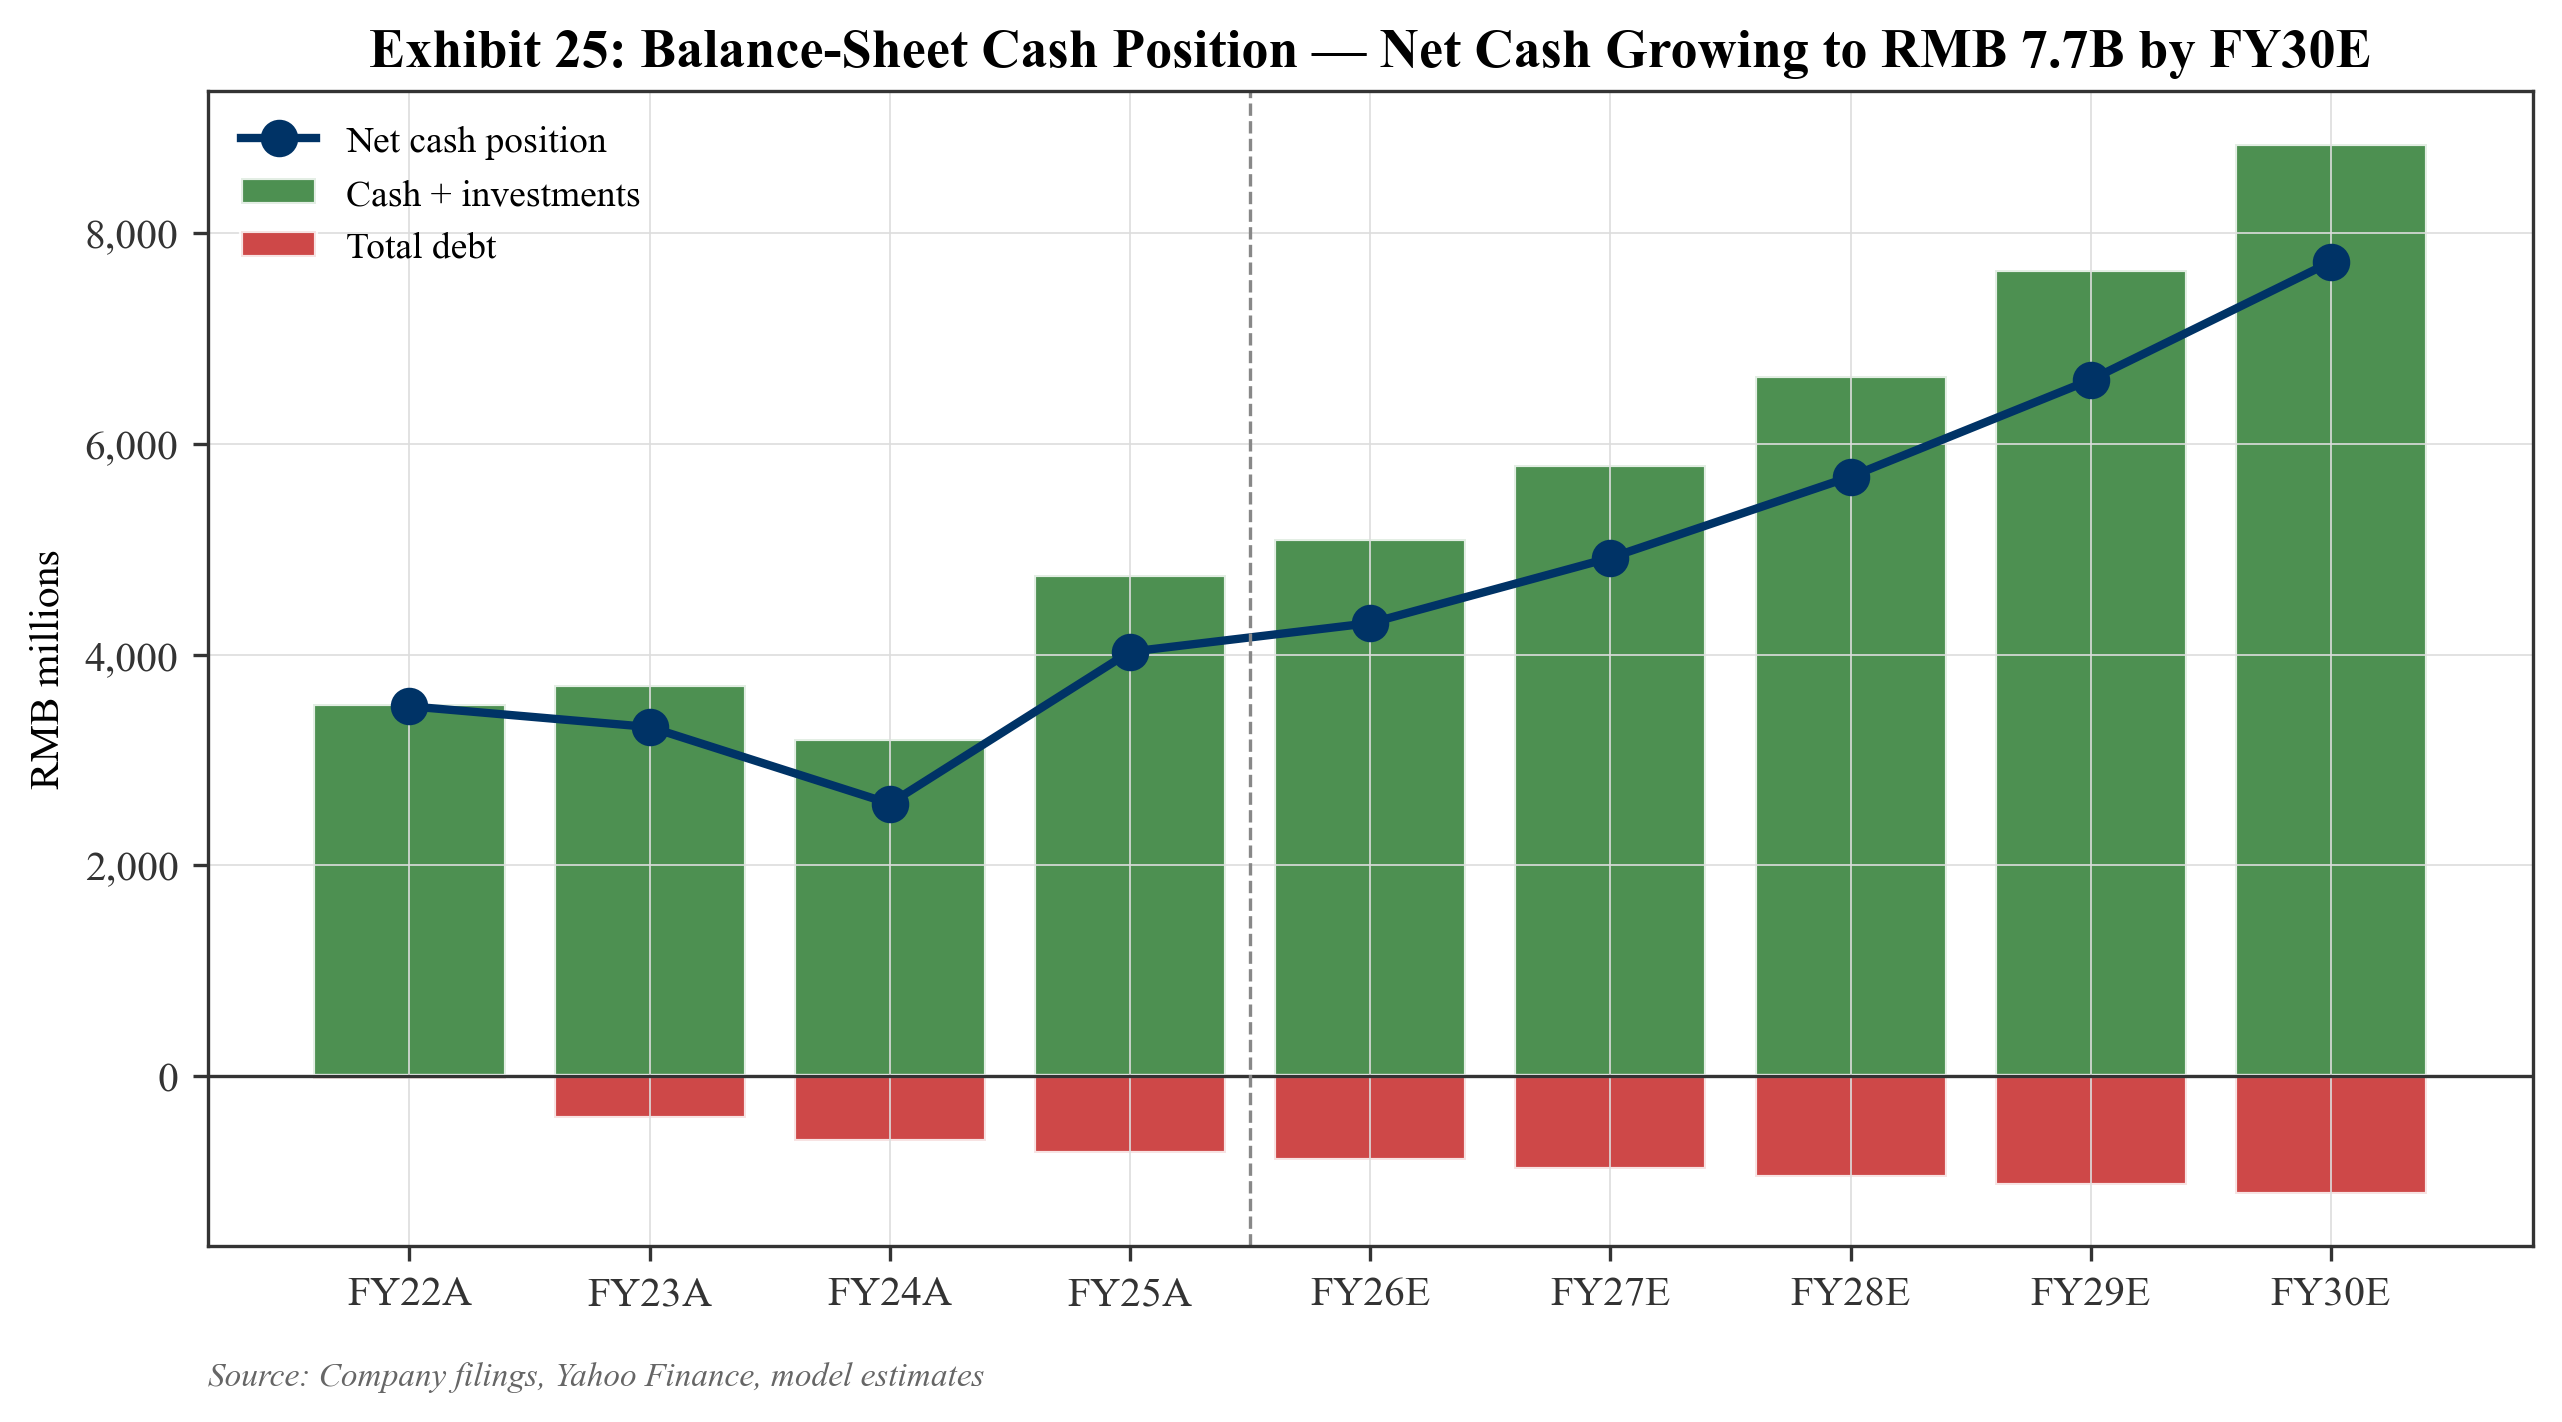 Exhibit 25: Balance-Sheet Cash Position — Net Cash Growing to RMB 7.7B by FY30E
Net cash position
Cash + investments
Total debt
8,000
6,000
4,000
2,000
0
RMB millions
FY22A FY23A FY24A FY25A FY26E FY27E FY28E FY29E FY30E
Source: Company filings, Yahoo Finance, model estimates